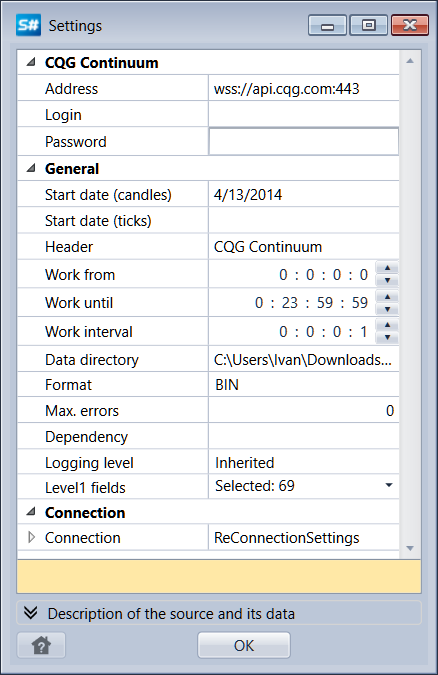 S# Settings
CQG Continuum
Address wss://api.cqg.com:443
Login
Password
General
Start date (candles) 4/13/2014
Start date (ticks)
Header CQG Continuum
Work from 0 : 0 : 0 : 0
Work until 0 : 23 : 59 : 59
Work interval 0 : 0 : 0 : 1
Data directory C:\Users\Ivan\Downloads...
Format BIN
Max. errors 0
Dependency
Logging level Inherited
Level1 fields Selected: 69
Connection
Connection ReConnectionSettings
Description of the source and its data
? OK